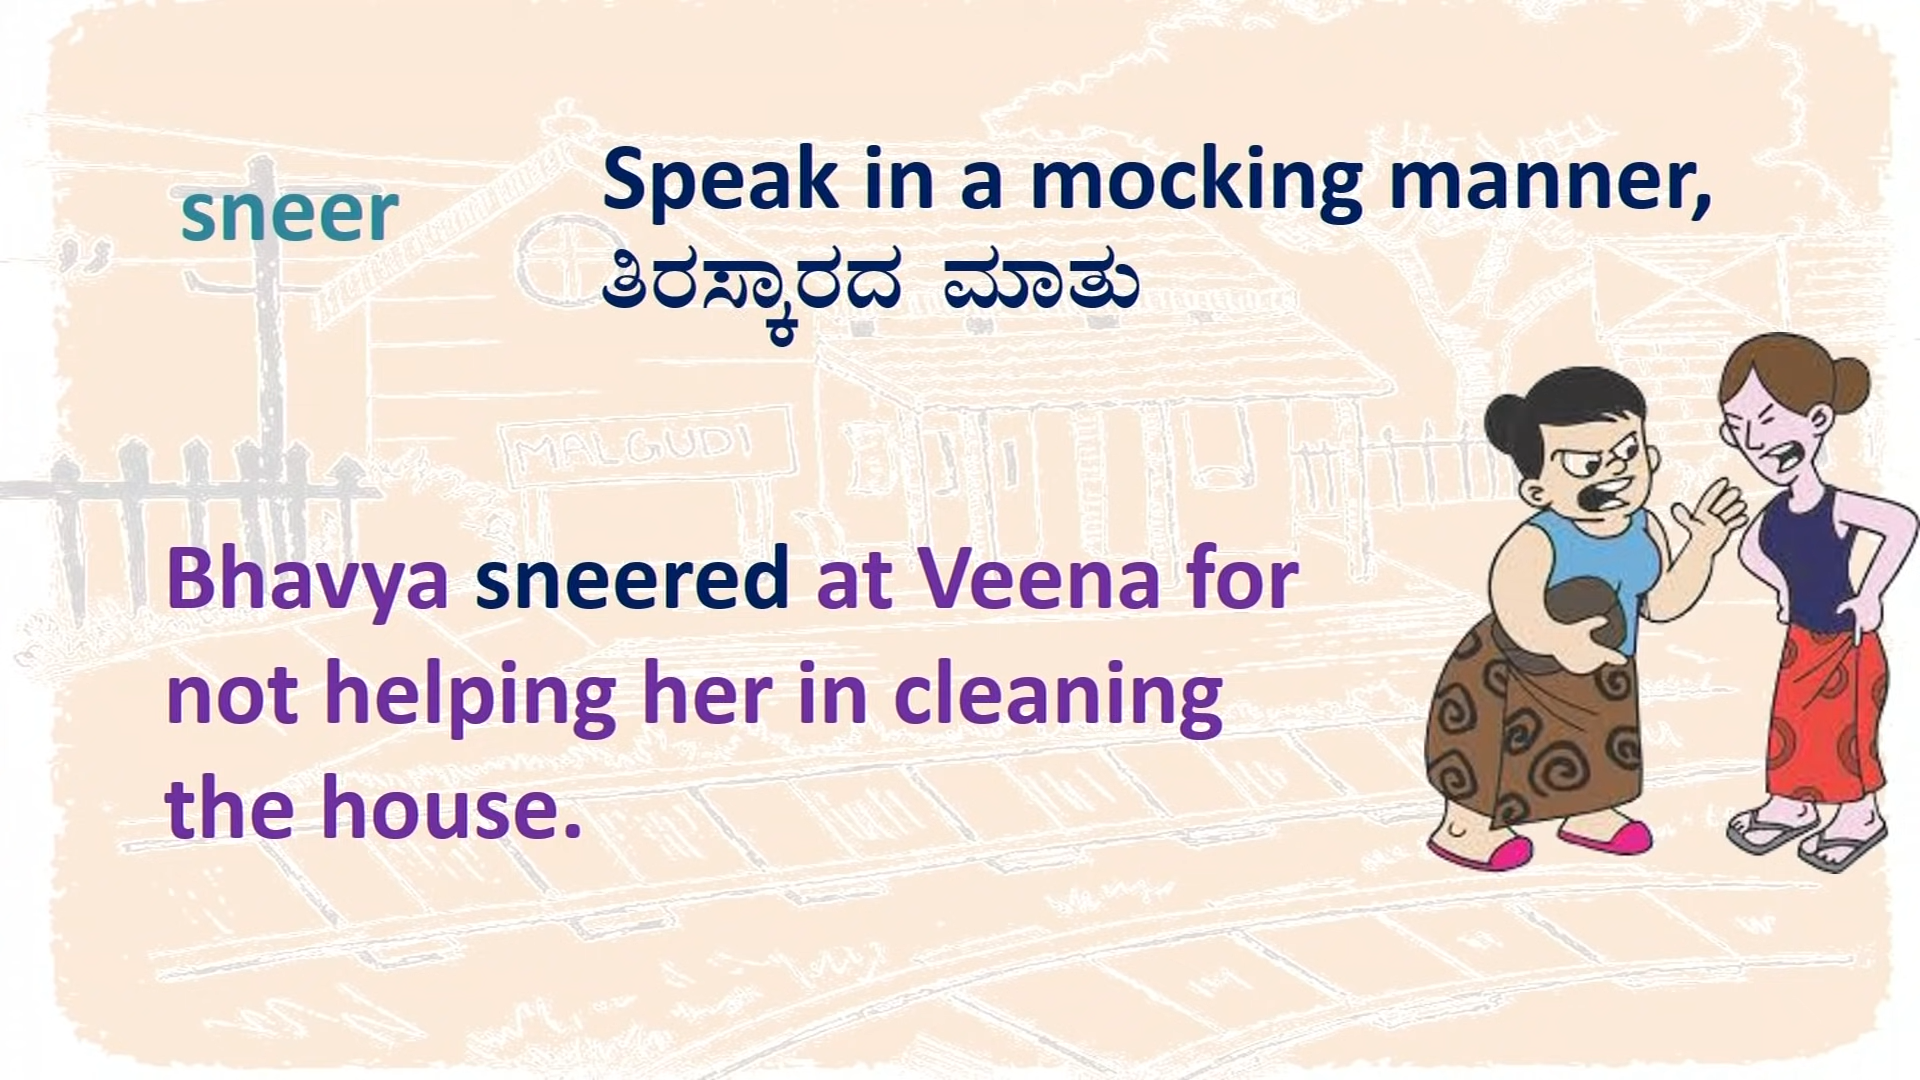 sneer
Speak in a mocking manner,
ತಿರಸ್ಕಾರದ ಮಾತು
MALGUDI
Bhavya sneered at Veena for
not helping her in cleaning
the house.